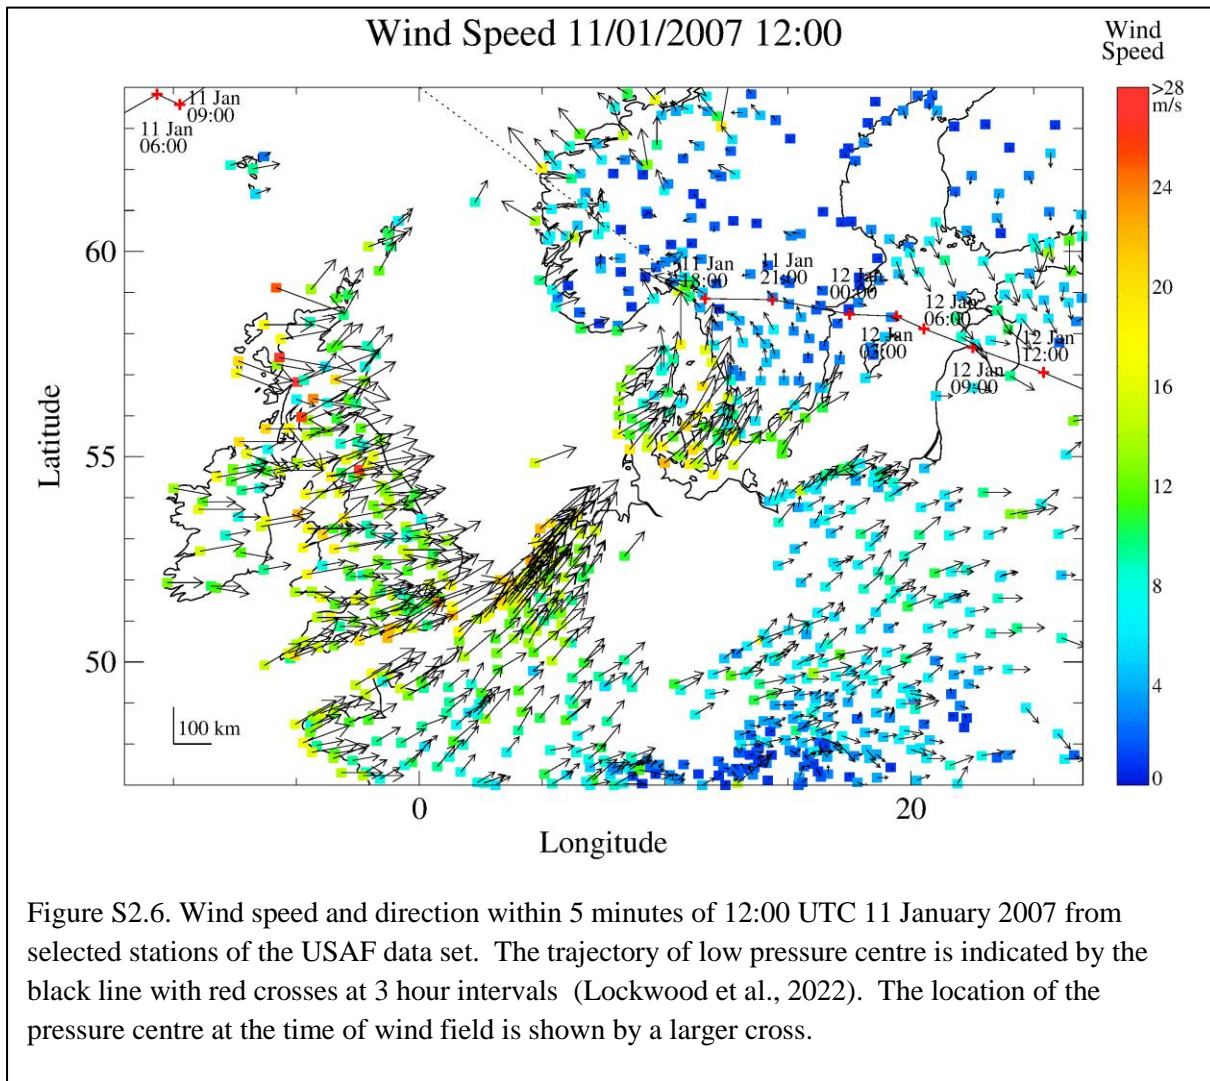 Wind Speed 11/01/2007 12:00
Wind
Speed
>28
m/s
24
20
16
12
8
4
0
11 Jan
09:00
11 Jan
06:00
11 Jan
18:00
11 Jan
21:00
12 Jan
00:00
12 Jan
03:00
12 Jan
06:00
12 Jan
09:00
12 Jan
12:00
60
55
50
Latitude
100 km
0
20
Longitude
Figure S2.6. Wind speed and direction within 5 minutes of 12:00 UTC 11 January 2007 from
selected stations of the USAF data set. The trajectory of low pressure centre is indicated by the
black line with red crosses at 3 hour intervals (Lockwood et al., 2022). The location of the
pressure centre at the time of wind field is shown by a larger cross.